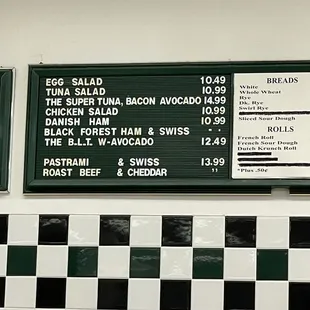 EGG SALAD 10.49
TUNA SALAD 10.99
THE SUPER TUNA, BACON AVOCADO 14.99
CHICKEN SALAD 10.99
DANISH HAM 10.99
BLACK FOREST HAM & SWISS " "
THE B.L.T. W-AVOCADO 12.49
PASTRAMI & SWISS 13.99
ROAST BEEF & CHEDDAR "
BREADS
White
Whole Wheat
Rye
Dk. Rye
Swirl Rye
Sliced Sour Dough
ROLLS
French Roll
French Sour Dough
Dutch Krunch Roll
*Plus .50¢